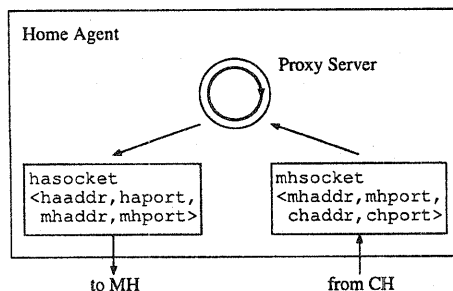 Home Agent
Proxy Server
hasocket
<haaddr,haport,
mhaddr,mhport>
mhsocket
<mhaddr,mhport,
chaddr,chport>
to MH
from CH